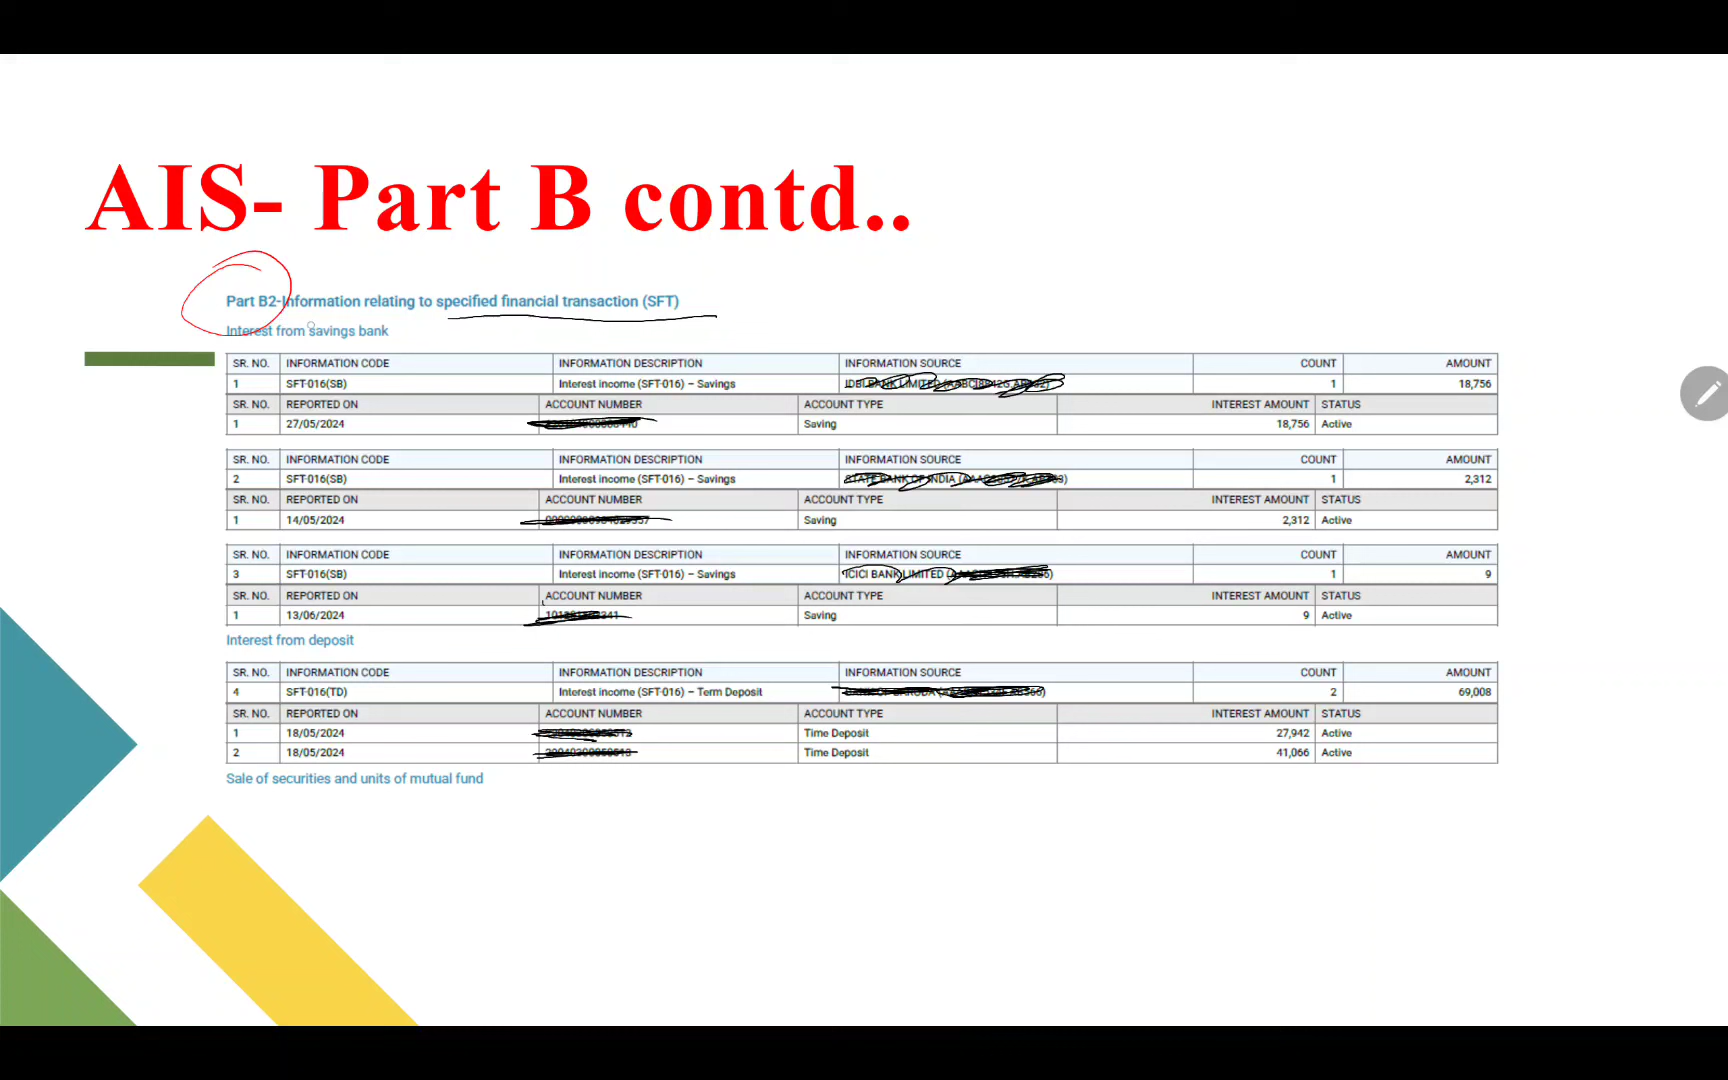 AIS- Part B contd..
Part B2-Information relating to specified financial transaction (SFT)
Interest from savings bank
SR. NO. INFORMATION CODE INFORMATION DESCRIPTION INFORMATION SOURCE COUNT AMOUNT
1 SFT-016(SB) Interest income (SFT-016) – Savings 1 18,756
SR. NO. REPORTED ON ACCOUNT NUMBER ACCOUNT TYPE INTEREST AMOUNT STATUS
1 27/05/2024 Saving 18,756 Active
SR. NO. INFORMATION CODE INFORMATION DESCRIPTION INFORMATION SOURCE COUNT AMOUNT
2 SFT-016(SB) Interest income (SFT-016) – Savings 1 2,312
SR. NO. REPORTED ON ACCOUNT NUMBER ACCOUNT TYPE INTEREST AMOUNT STATUS
1 14/05/2024 Saving 2,312 Active
SR. NO. INFORMATION CODE INFORMATION DESCRIPTION INFORMATION SOURCE COUNT AMOUNT
3 SFT-016(SB) Interest income (SFT-016) – Savings ICICI BANK LIMITED 1 9
SR. NO. REPORTED ON ACCOUNT NUMBER ACCOUNT TYPE INTEREST AMOUNT STATUS
1 13/06/2024 Saving 9 Active
Interest from deposit
SR. NO. INFORMATION CODE INFORMATION DESCRIPTION INFORMATION SOURCE COUNT AMOUNT
4 SFT-016(TD) Interest income (SFT-016) – Term Deposit 2 69,008
SR. NO. REPORTED ON ACCOUNT NUMBER ACCOUNT TYPE INTEREST AMOUNT STATUS
1 18/05/2024 Time Deposit 27,942 Active
2 18/05/2024 Time Deposit 41,066 Active
Sale of securities and units of mutual fund